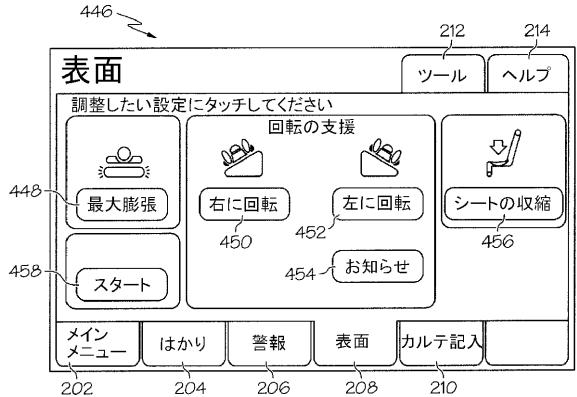 446
212
214
表面
ツール
ヘルプ
調整したい設定にタッチしてください
回転の支援
448
最大膨張
右に回転
左に回転
シートの収縮
450
452
456
454
お知らせ
458
スタート
メイン
メニュー
はかり
警報
表面
カルテ記入
202
204
206
208
210